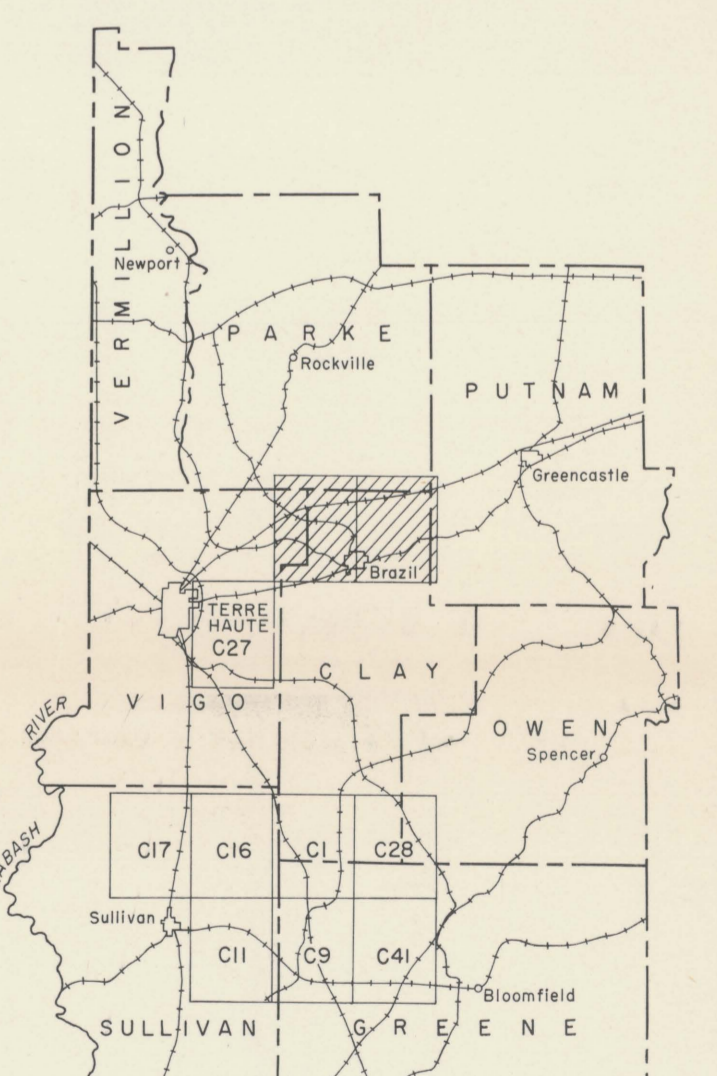 VERMILLION
Newport
PARKE
Rockville
PUTNAM
Greencastle
Brazil
TERRE
HAUTE
C27
CLAY
VIGO
RIVER
OWEN
Spencer
C17 C16 C1 C28
ABASH
Sullivan
C11 C9 C41
Bloomfield
SULLIVAN GREENE